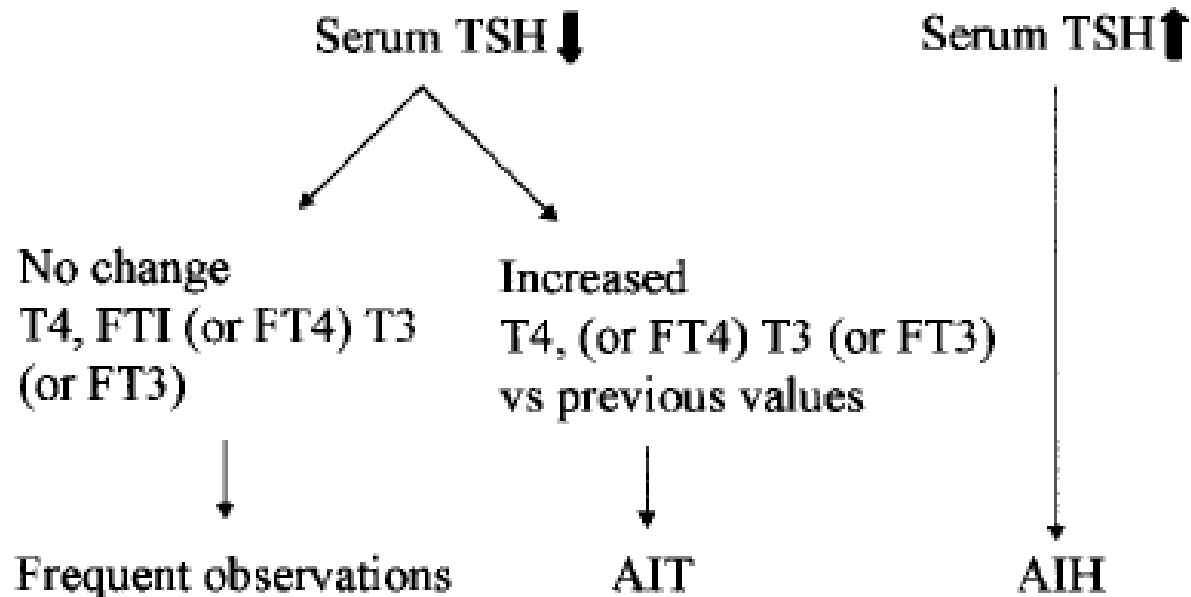 Serum TSH
Serum TSH
No change
T4, FTI (or FT4) T3
(or FT3)
Increased
T4, (or FT4) T3 (or FT3)
vs previous values
Frequent observations
AIT
AIH